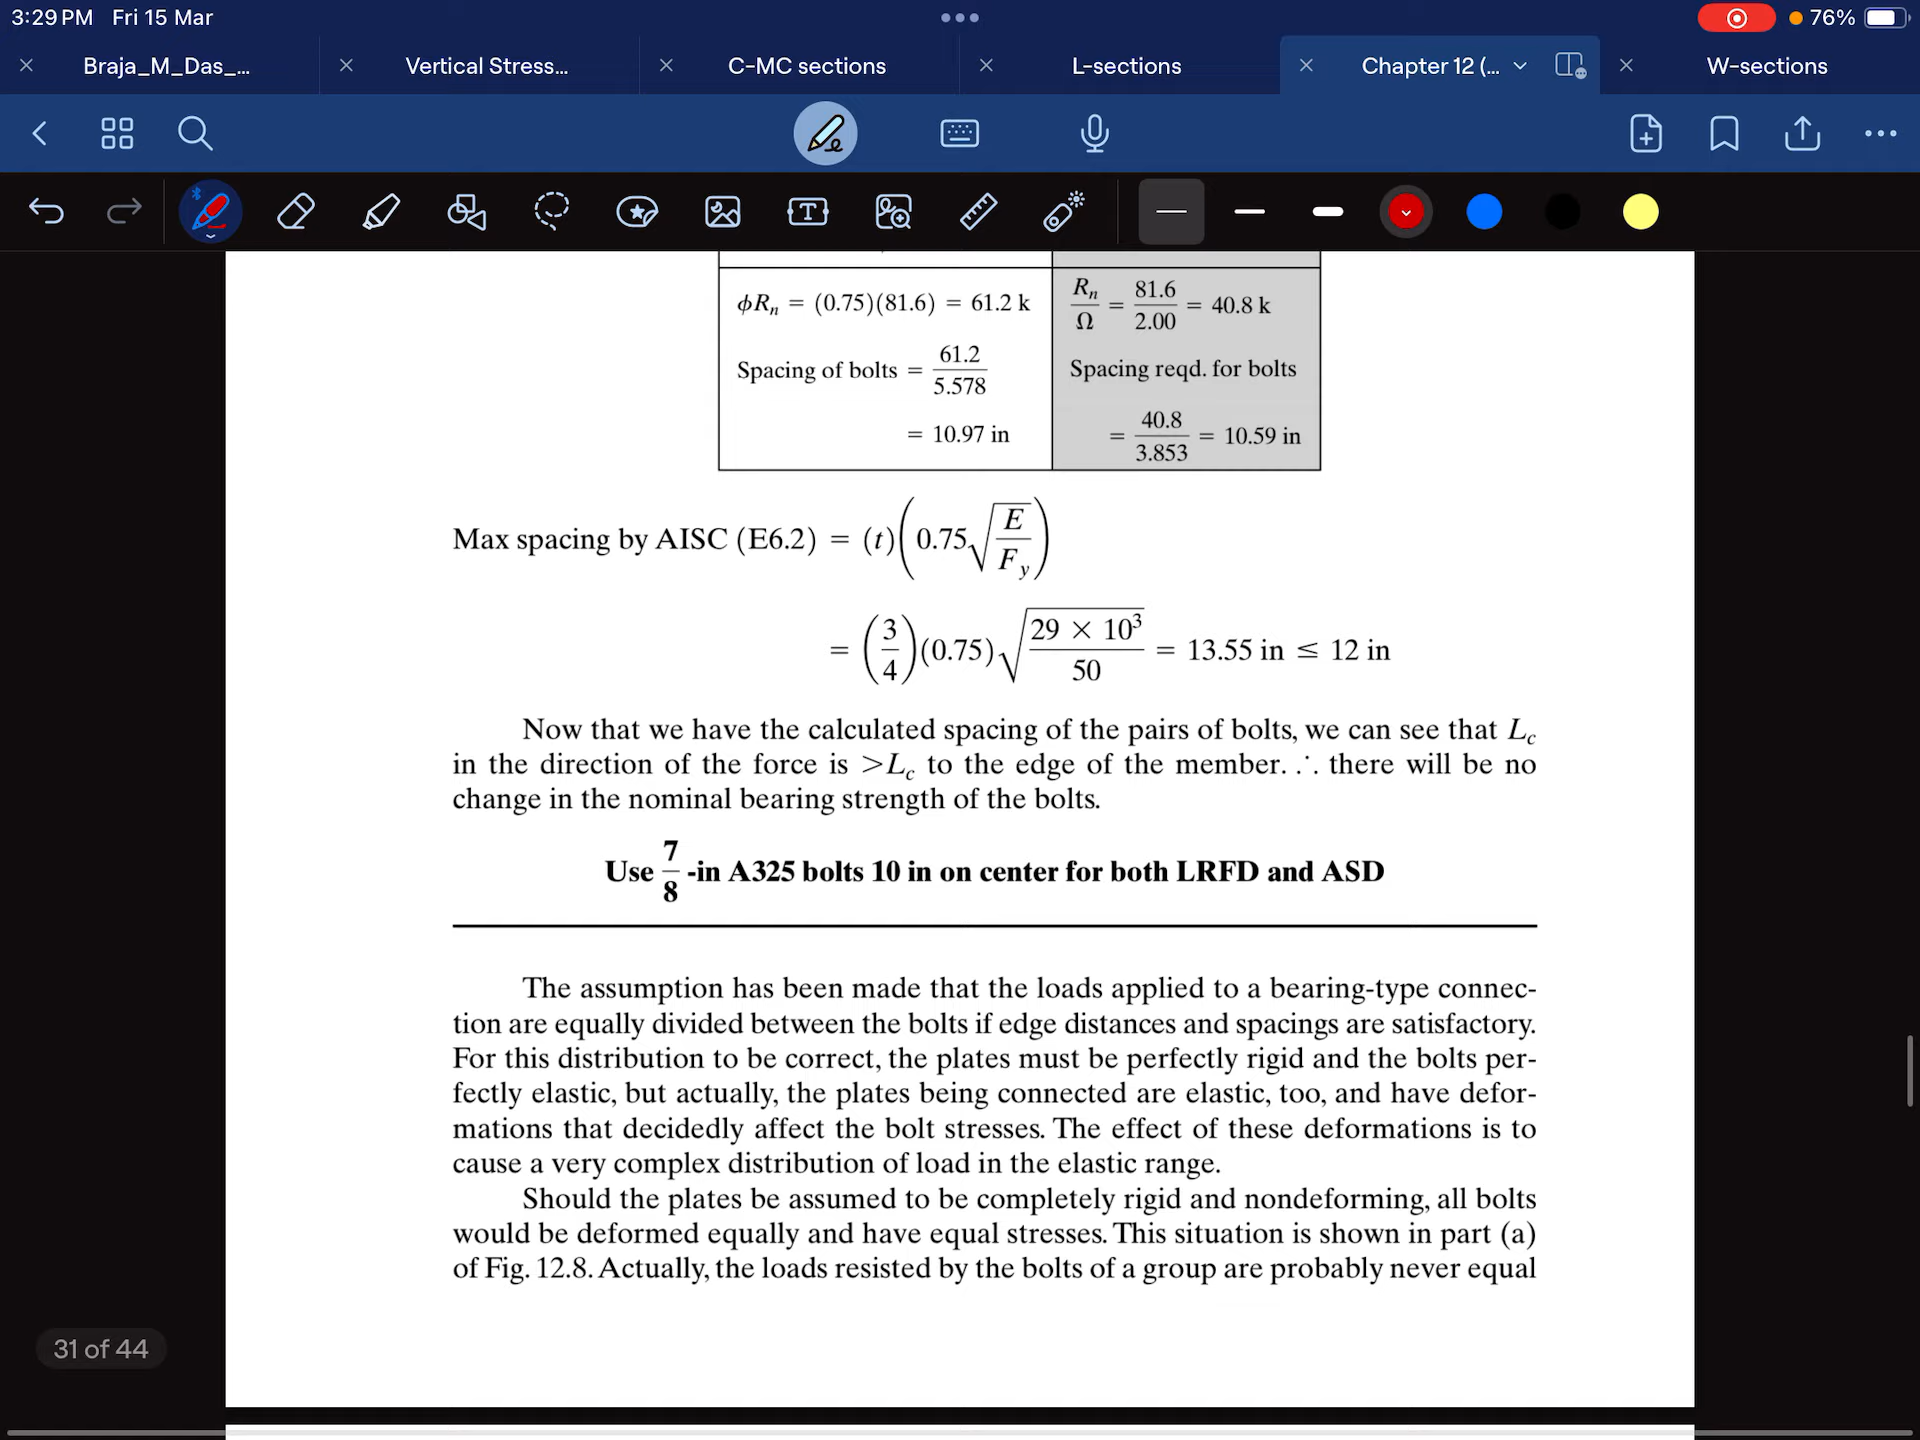 3:29 PM Fri 15 Mar
76%
Braja_M_Das_...
Vertical Stress...
C-MC sections
L-sections
Chapter 12 (...
W-sections
ϕRₙ = (0.75)(81.6) = 61.2 k
Spacing of bolts = 61.2/5.578
= 10.97 in
Rₙ/Ω = 81.6/2.00 = 40.8 k
Spacing reqd. for bolts
= 40.8/3.853 = 10.59 in
Max spacing by AISC (E6.2) = (t)(0.75√(E/F_y))
= (3/4)(0.75)√(29 × 10³/50) = 13.55 in ≤ 12 in
Now that we have the calculated spacing of the pairs of bolts, we can see that L_c
in the direction of the force is >L_c to the edge of the member. ∴ there will be no
change in the nominal bearing strength of the bolts.
Use 7/8-in A325 bolts 10 in on center for both LRFD and ASD
The assumption has been made that the loads applied to a bearing-type connec-
tion are equally divided between the bolts if edge distances and spacings are satisfactory.
For this distribution to be correct, the plates must be perfectly rigid and the bolts per-
fectly elastic, but actually, the plates being connected are elastic, too, and have defor-
mations that decidedly affect the bolt stresses. The effect of these deformations is to
cause a very complex distribution of load in the elastic range.
Should the plates be assumed to be completely rigid and nondeforming, all bolts
would be deformed equally and have equal stresses. This situation is shown in part (a)
of Fig. 12.8. Actually, the loads resisted by the bolts of a group are probably never equal
31 of 44